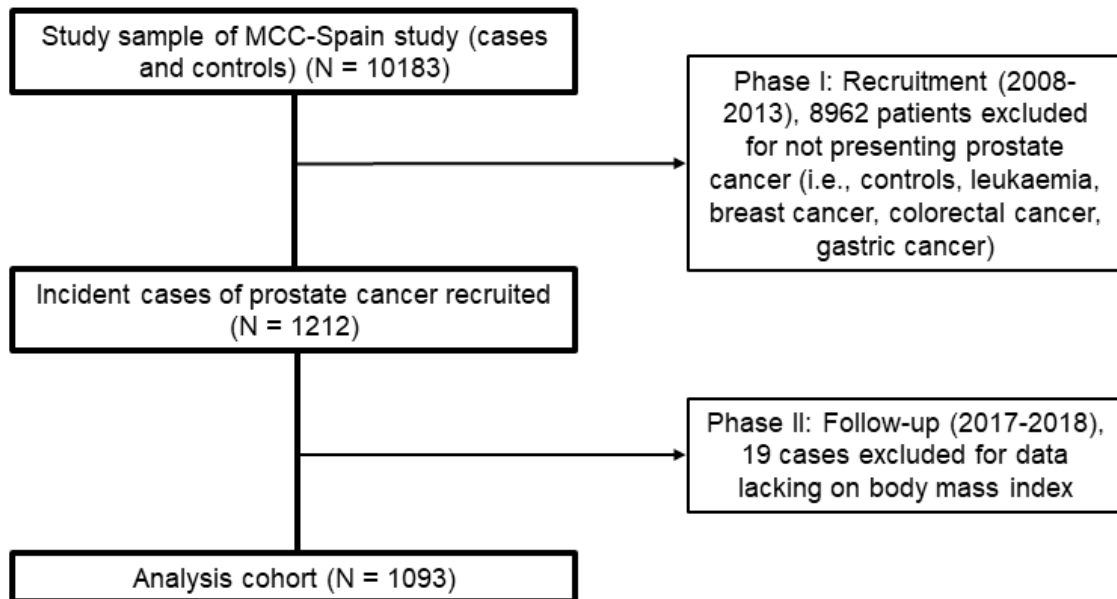 Study sample of MCC-Spain study (cases
and controls) (N = 10183)
Phase I: Recruitment (2008-
2013), 8962 patients excluded
for not presenting prostate
cancer (i.e., controls, leukaemia,
breast cancer, colorectal cancer,
gastric cancer)
Incident cases of prostate cancer recruited
(N = 1212)
Phase II: Follow-up (2017-2018),
19 cases excluded for data
lacking on body mass index
Analysis cohort (N = 1093)